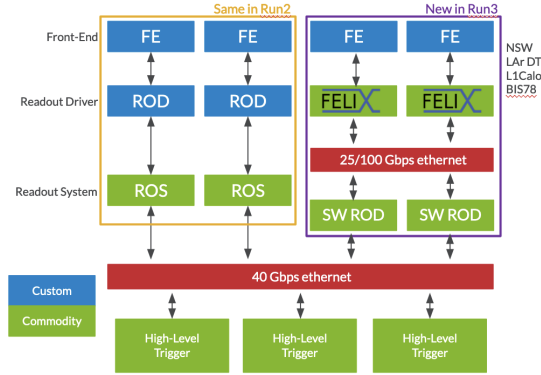 Same in Run2
New in Run3
Front-End
FE
FE
FE
FE
NSW
LAr DT
L1Calo
BIS78
Readout Driver
ROD
ROD
FELIX
FELIX
25/100 Gbps ethernet
Readout System
ROS
ROS
SW ROD
SW ROD
40 Gbps ethernet
Custom
Commodity
High-Level
Trigger
High-Level
Trigger
High-Level
Trigger